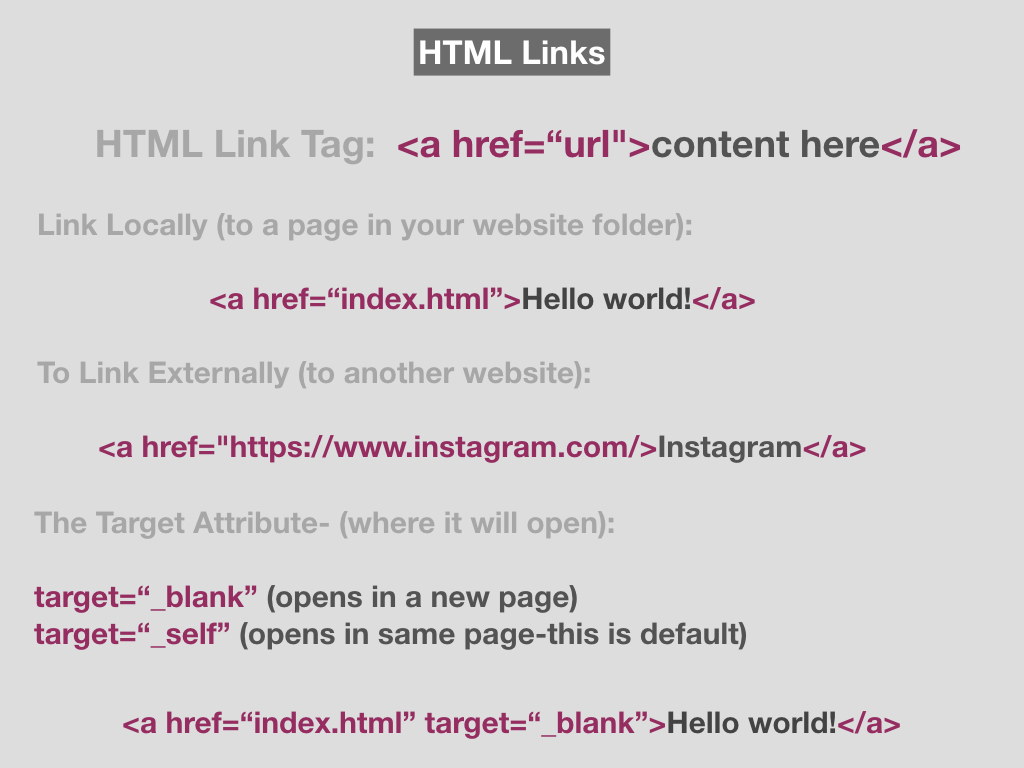 HTML Links
HTML Link Tag: <a href=“url">content here</a>
Link Locally (to a page in your website folder):
<a href=“index.html”>Hello world!</a>
To Link Externally (to another website):
<a href="https://www.instagram.com/>Instagram</a>
The Target Attribute- (where it will open):
target=“_blank” (opens in a new page)
target=“_self” (opens in same page-this is default)
<a href=“index.html” target=“_blank”>Hello world!</a>